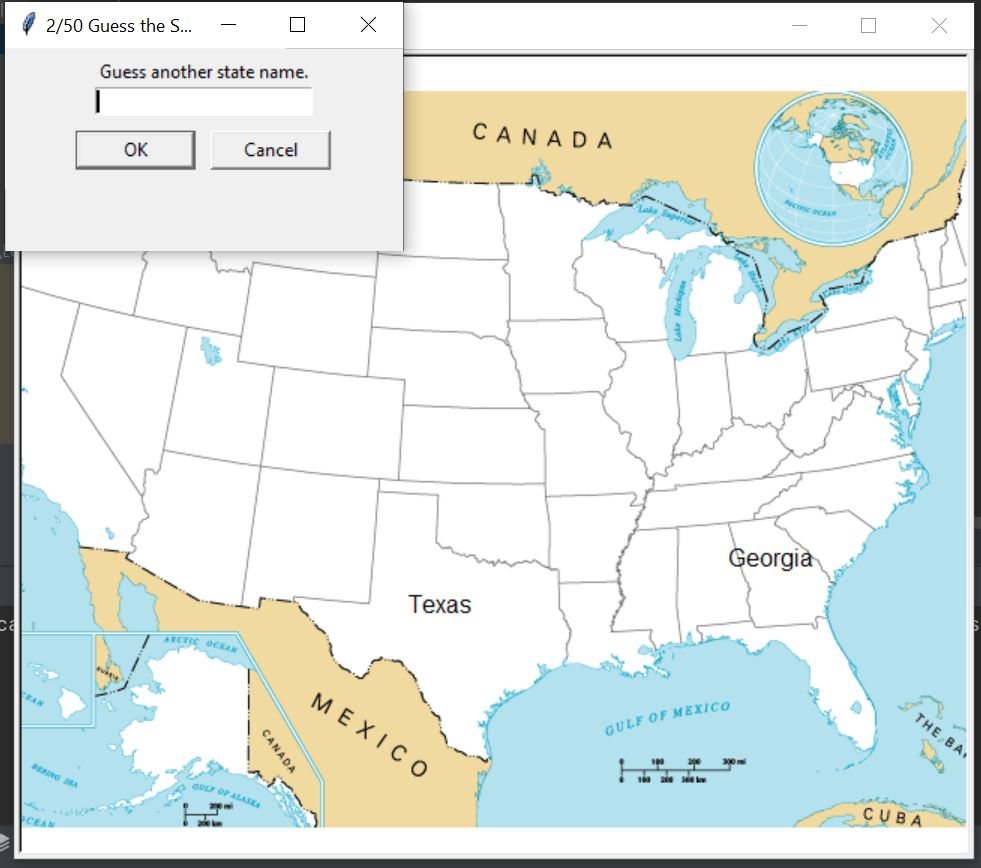 2/50 Guess the S...
Guess another state name.
OK
Cancel
CANADA
ATLANTIC OCEAN
PACIFIC OCEAN
Lake Superior
Lake Huron
Lake Michigan
Lake Erie
Georgia
Texas
ARCTIC OCEAN
RUSSIA
EAN
MEXICO
CANADA
GULF OF MEXICO
THE BA
BERING SEA
GULF OF ALASKA
0 100 200 300 mi
0 100 200 300 km
0 200 mi
0 200 km
OCEAN
CUBA